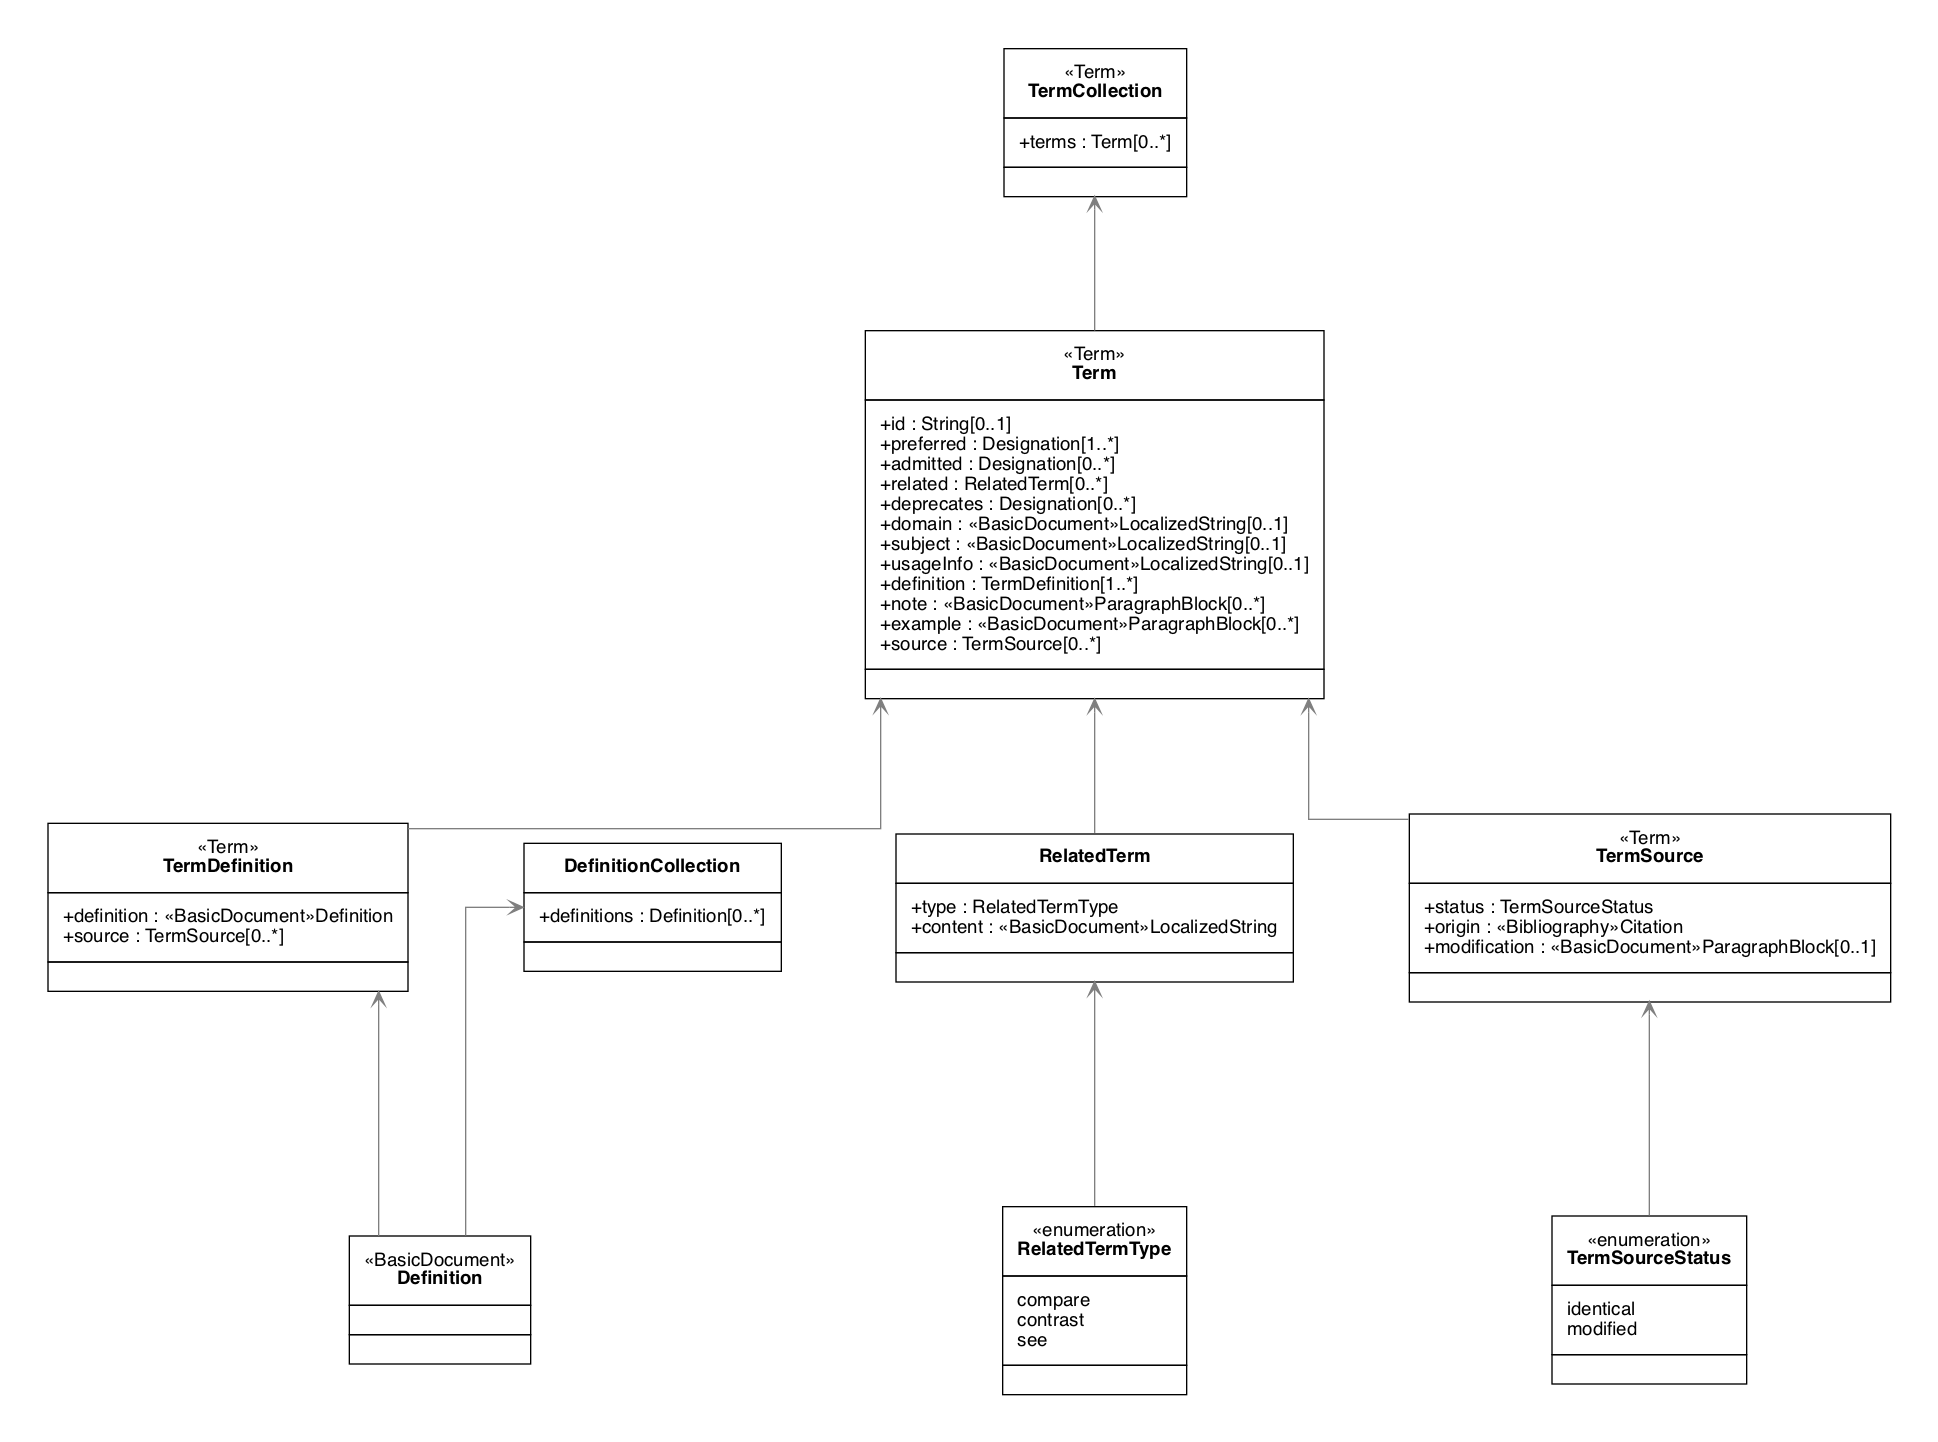 «Term»
TermCollection
+terms : Term[0..*]
«Term»
Term
+id : String[0..1]
+preferred : Designation[1..*]
+admitted : Designation[0..*]
+related : RelatedTerm[0..*]
+deprecates : Designation[0..*]
+domain : «BasicDocument»LocalizedString[0..1]
+subject : «BasicDocument»LocalizedString[0..1]
+usageInfo : «BasicDocument»LocalizedString[0..1]
+definition : TermDefinition[1..*]
+note : «BasicDocument»ParagraphBlock[0..*]
+example : «BasicDocument»ParagraphBlock[0..*]
+source : TermSource[0..*]
«Term»
TermDefinition
+definition : «BasicDocument»Definition
+source : TermSource[0..*]
DefinitionCollection
+definitions : Definition[0..*]
RelatedTerm
+type : RelatedTermType
+content : «BasicDocument»LocalizedString
«Term»
TermSource
+status : TermSourceStatus
+origin : «Bibliography»Citation
+modification : «BasicDocument»ParagraphBlock[0..1]
«BasicDocument»
Definition
«enumeration»
RelatedTermType
compare
contrast
see
«enumeration»
TermSourceStatus
identical
modified